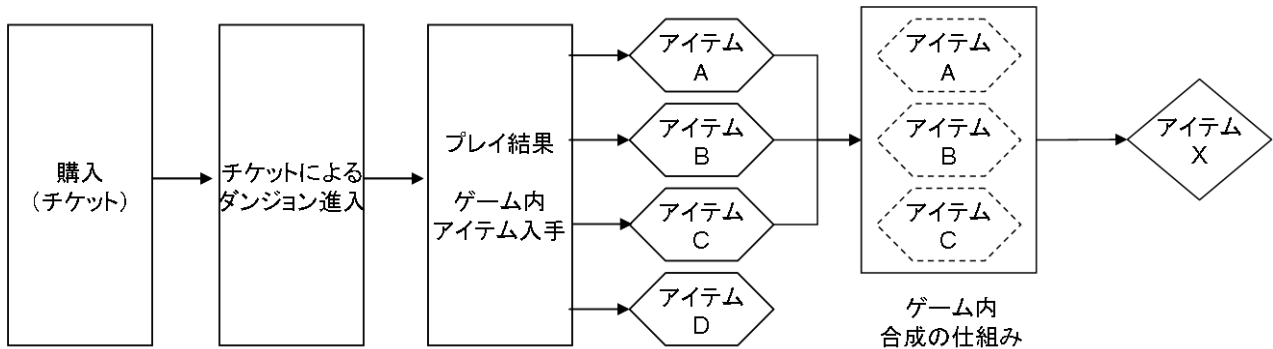 購入
（チケット）
チケットによる
ダンジョン進入
プレイ結果
ゲーム内
アイテム入手
アイテム
A
アイテム
B
アイテム
C
アイテム
D
アイテム
A
アイテム
B
アイテム
C
ゲーム内
合成の仕組み
アイテム
X